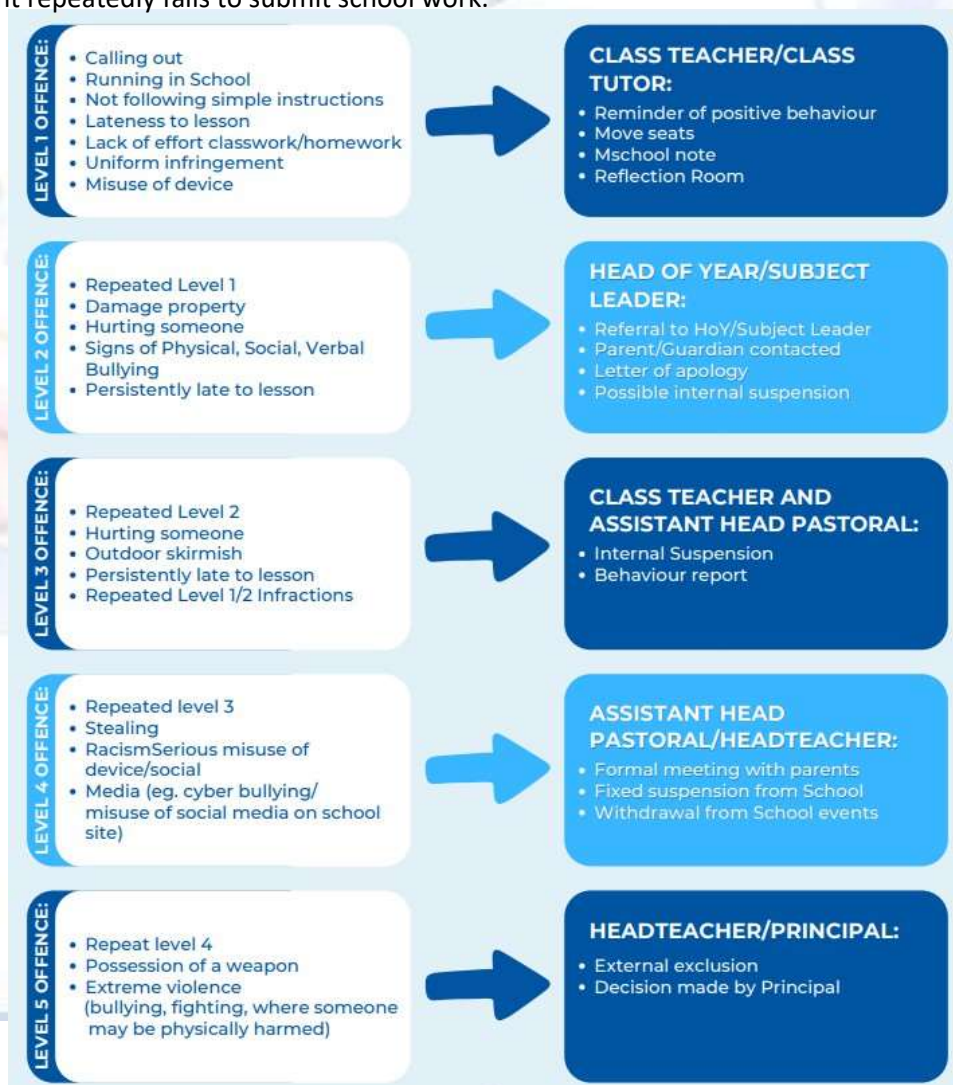 it repeatedly fails to submit school work.
LEVEL 1 OFFENCE:
• Calling out
• Running in School
• Not following simple instructions
• Lateness to lesson
• Lack of effort classwork/homework
• Uniform infringement
• Misuse of device
CLASS TEACHER/CLASS
TUTOR:
• Reminder of positive behaviour
• Move seats
• Mschool note
• Reflection Room
LEVEL 2 OFFENCE:
• Repeated Level 1
• Damage property
• Hurting someone
• Signs of Physical, Social, Verbal
Bullying
• Persistently late to lesson
HEAD OF YEAR/SUBJECT
LEADER:
• Referral to HoY/Subject Leader
• Parent/Guardian contacted
• Letter of apology
• Possible internal suspension
LEVEL 3 OFFENCE:
• Repeated Level 2
• Hurting someone
• Outdoor skirmish
• Persistently late to lesson
• Repeated Level 1/2 Infractions
CLASS TEACHER AND
ASSISTANT HEAD PASTORAL:
• Internal Suspension
• Behaviour report
LEVEL 4 OFFENCE:
• Repeated level 3
• Stealing
• RacismSerious misuse of
device/social
• Media (eg. cyber bullying/
misuse of social media on school
site)
ASSISTANT HEAD
PASTORAL/HEADTEACHER:
• Formal meeting with parents
• Fixed suspension from School
• Withdrawal from School events
LEVEL 5 OFFENCE:
• Repeat level 4
• Possession of a weapon
• Extreme violence
(bullying, fighting, where someone
may be physically harmed)
HEADTEACHER/PRINCIPAL:
• External exclusion
• Decision made by Principal